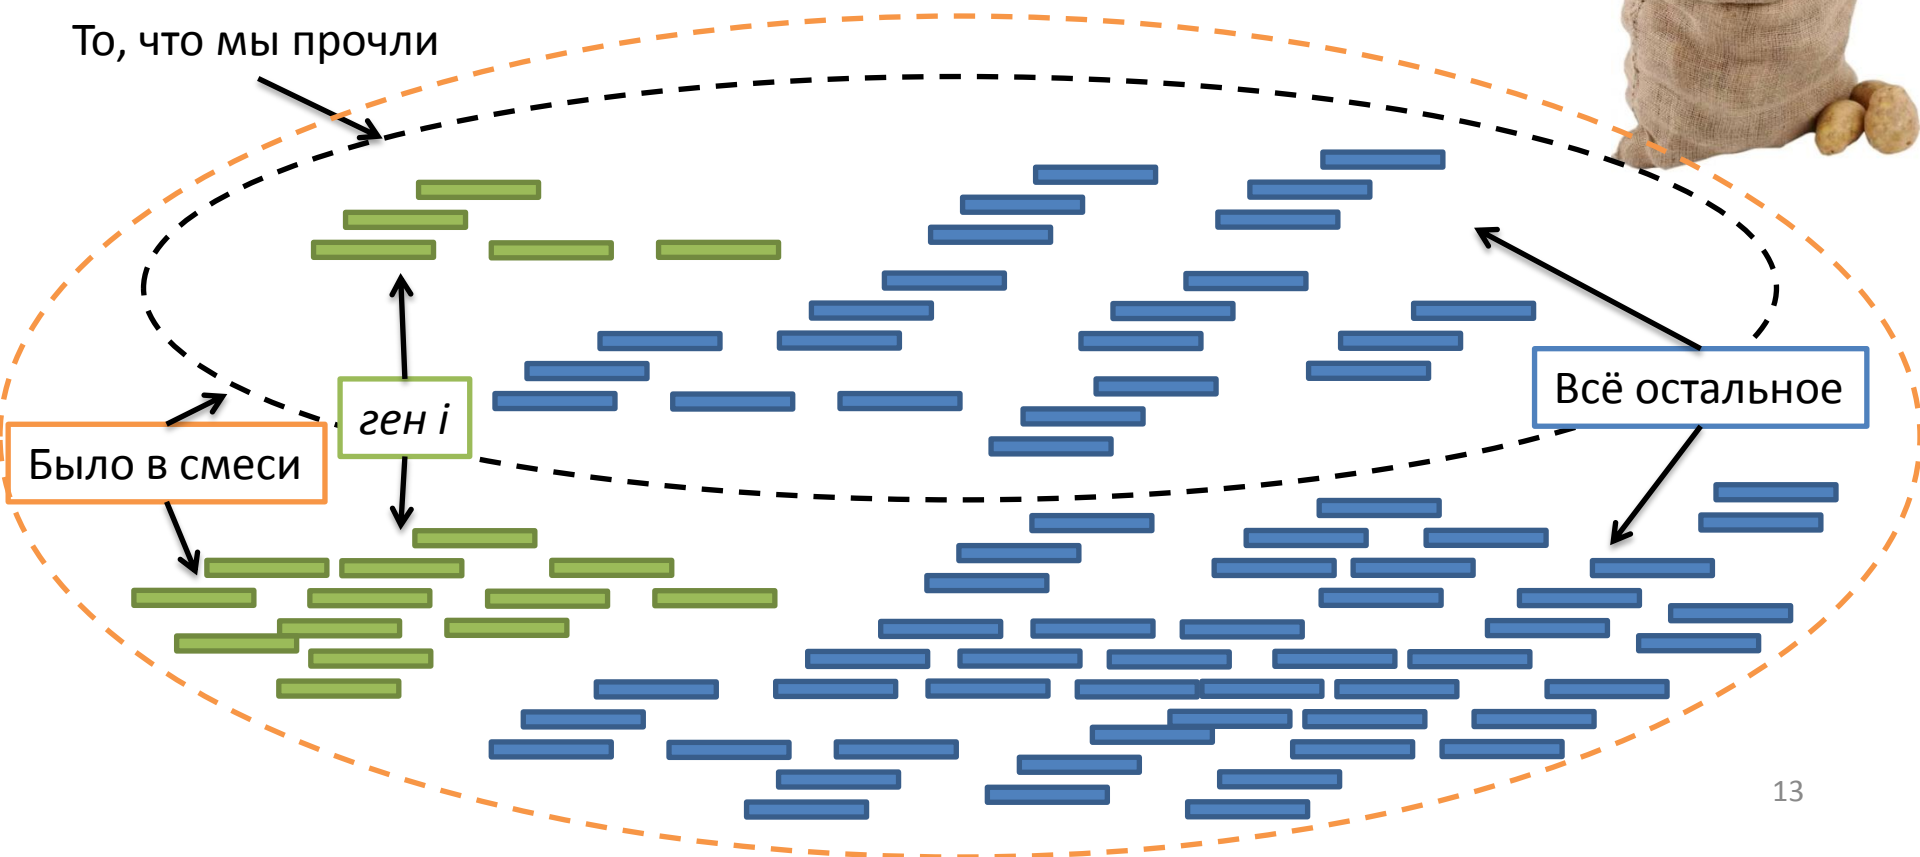 То, что мы прочли
ген i
Всё остальное
Было в смеси
13